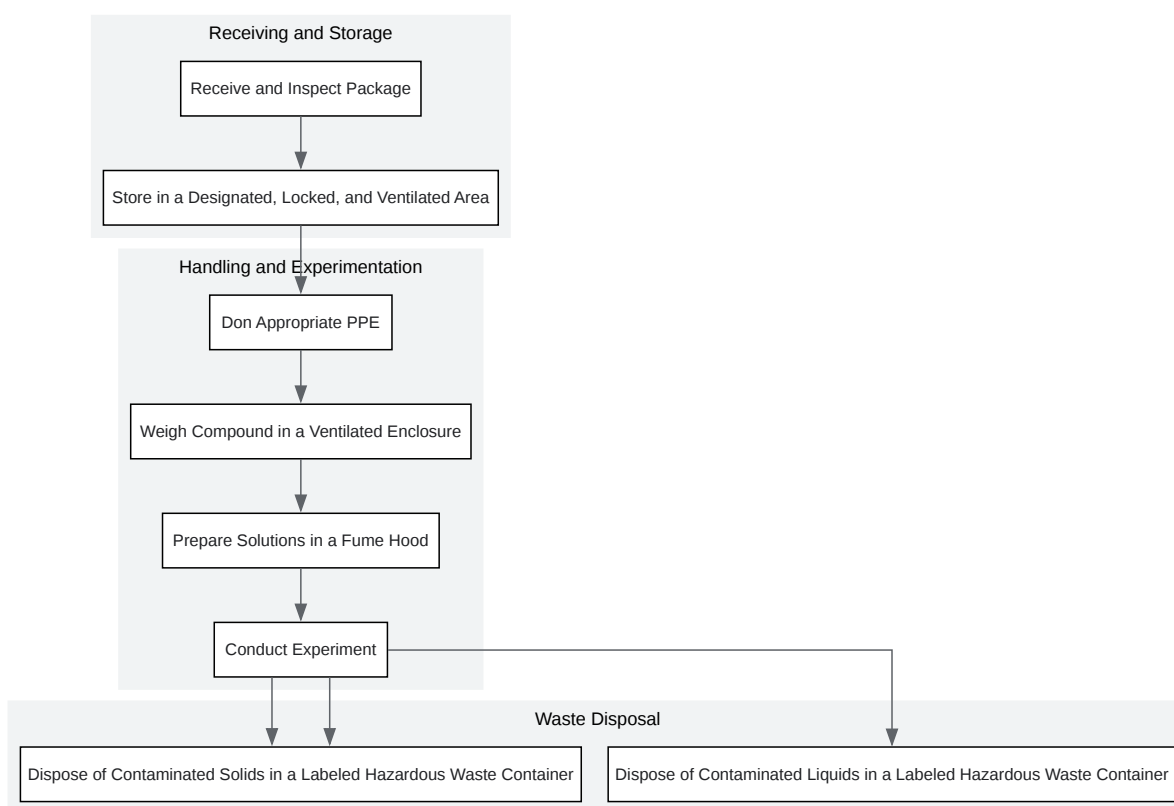 Receiving and Storage
Receive and Inspect Package
Store in a Designated, Locked, and Ventilated Area
Handling and Experimentation
Don Appropriate PPE
Weigh Compound in a Ventilated Enclosure
Prepare Solutions in a Fume Hood
Conduct Experiment
Waste Disposal
Dispose of Contaminated Solids in a Labeled Hazardous Waste Container
Dispose of Contaminated Liquids in a Labeled Hazardous Waste Container